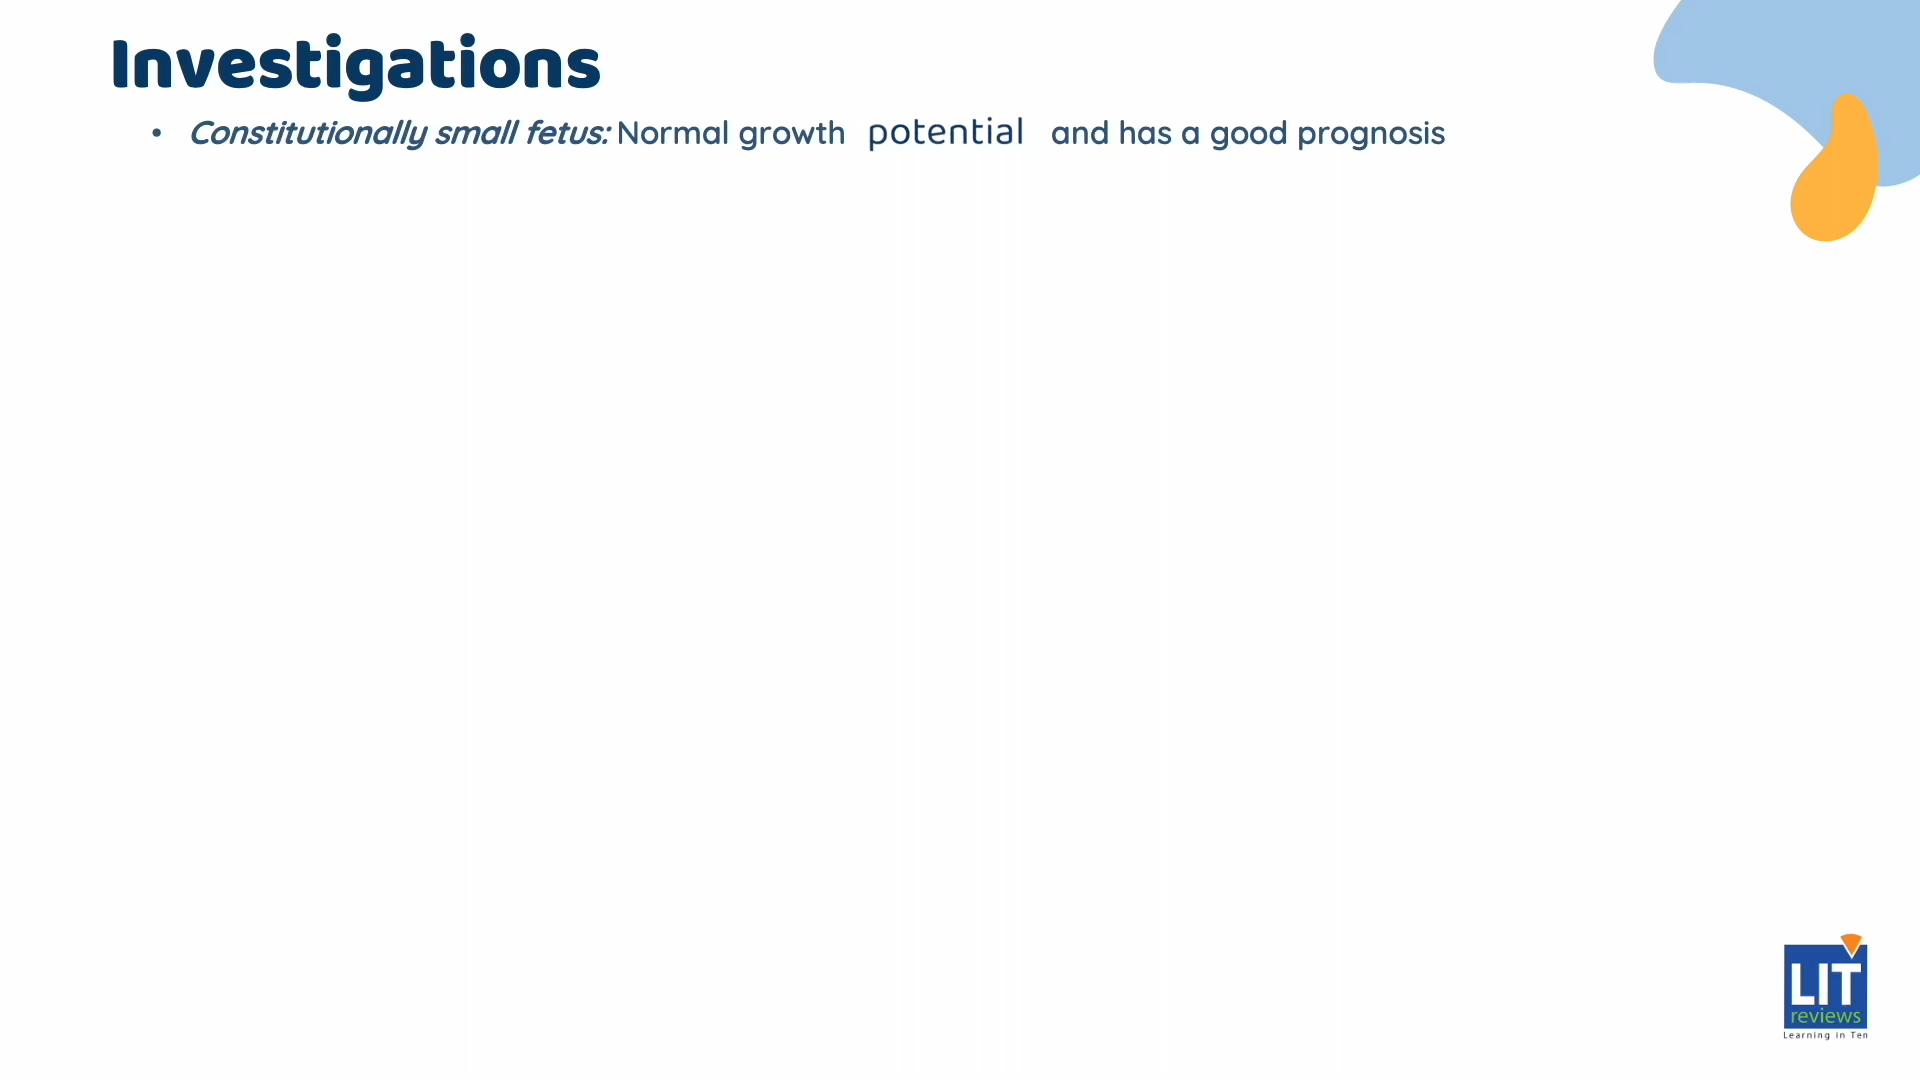 Investigations
• Constitutionally small fetus: Normal growth potential and has a good prognosis
LIT
reviews
Learning in Ten